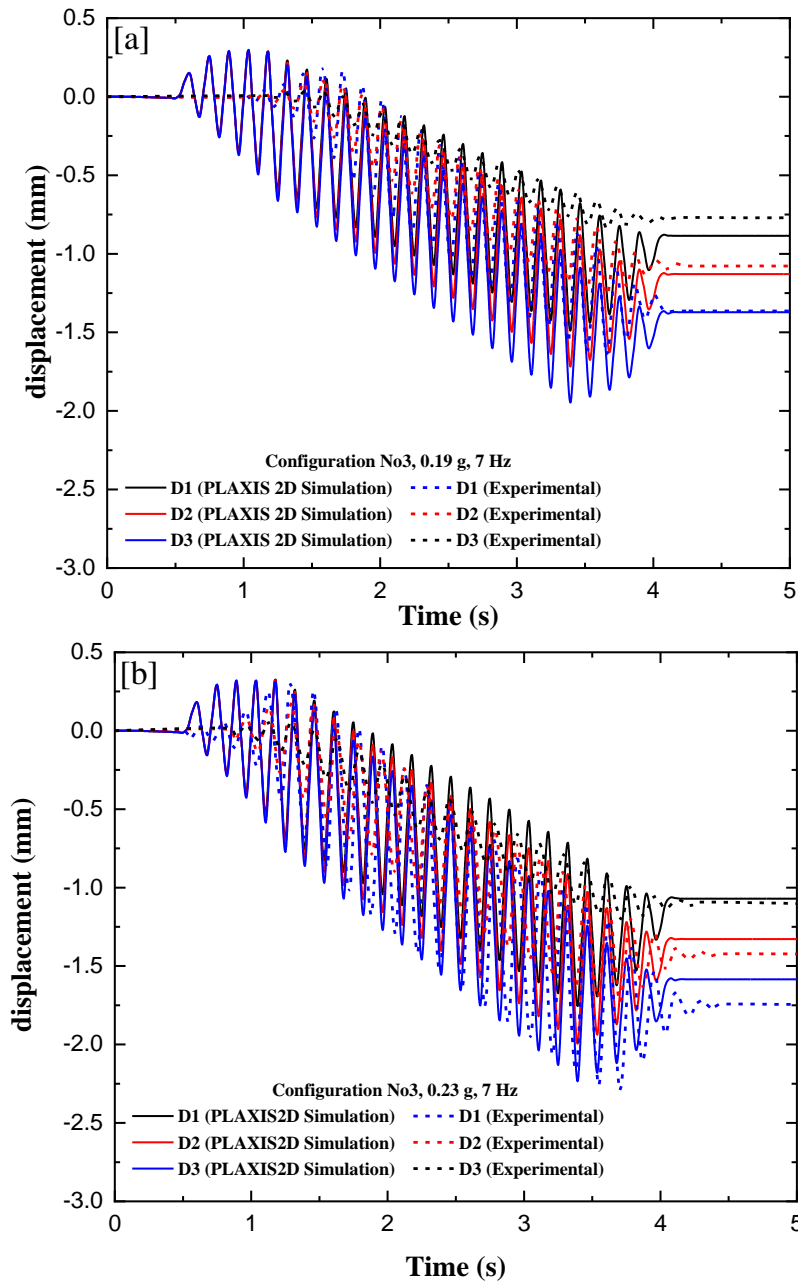 [a]
0.5
0.0
-0.5
-1.0
-1.5
-2.0
-2.5
-3.0
displacement (mm)
Configuration No3, 0.19 g, 7 Hz
D1 (PLAXIS 2D Simulation) D1 (Experimental)
D2 (PLAXIS 2D Simulation) D2 (Experimental)
D3 (PLAXIS 2D Simulation) D3 (Experimental)
0 1 2 3 4 5
Time (s)
[b]
0.5
0.0
-0.5
-1.0
-1.5
-2.0
-2.5
-3.0
displacement (mm)
Configuration No3, 0.23 g, 7 Hz
D1 (PLAXIS2D Simulation) D1 (Experimental)
D2 (PLAXIS2D Simulation) D2 (Experimental)
D3 (PLAXIS2D Simulation) D3 (Experimental)
0 1 2 3 4 5
Time (s)